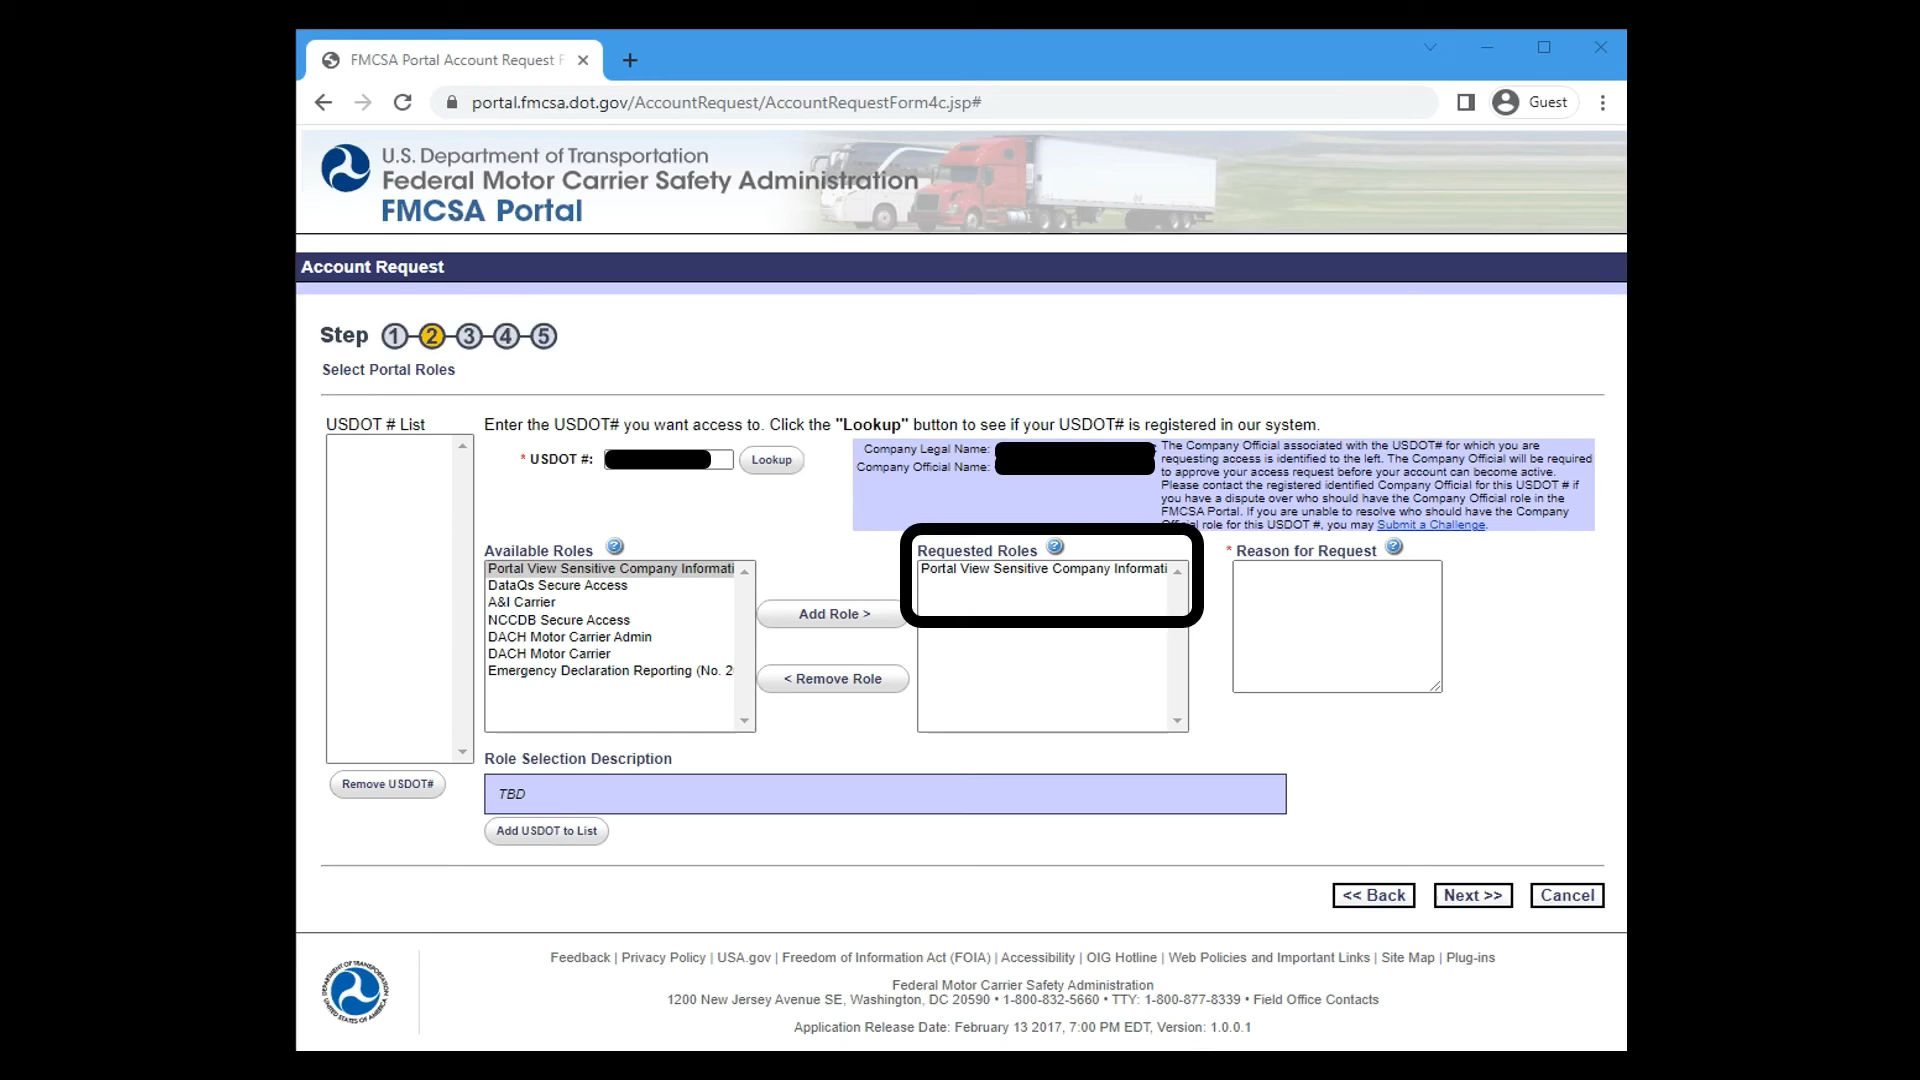 FMCSA Portal Account Request F
portal.fmcsa.dot.gov/AccountRequest/AccountRequestForm4c.jsp#
Guest
U.S. Department of Transportation
Federal Motor Carrier Safety Administration
FMCSA Portal
Account Request
Step 1 2 3 4 5
Select Portal Roles
USDOT # List
Enter the USDOT# you want access to. Click the "Lookup" button to see if your USDOT# is registered in our system.
* USDOT #:
Lookup
Company Legal Name:
Company Official Name:
The Company Official associated with the USDOT# for which you are
requesting access is identified to the left. The Company Official will be required
to approve your access request before your account can become active.
Please contact the registered identified Company Official for this USDOT # if
you have a dispute over who should have the Company Official role in the
FMCSA Portal. If you are unable to resolve who should have the Company
Official role for this USDOT #, you may Submit a Challenge.
Available Roles
Portal View Sensitive Company Informati
DataQs Secure Access
A&I Carrier
NCCDB Secure Access
DACH Motor Carrier Admin
DACH Motor Carrier
Emergency Declaration Reporting (No. 2
Add Role >
< Remove Role
Requested Roles
Portal View Sensitive Company Informati
* Reason for Request
Remove USDOT#
Role Selection Description
TBD
Add USDOT to List
<< Back
Next >>
Cancel
Feedback | Privacy Policy | USA.gov | Freedom of Information Act (FOIA) | Accessibility | OIG Hotline | Web Policies and Important Links | Site Map | Plug-ins
Federal Motor Carrier Safety Administration
1200 New Jersey Avenue SE, Washington, DC 20590 • 1-800-832-5660 • TTY: 1-800-877-8339 • Field Office Contacts
Application Release Date: February 13 2017, 7:00 PM EDT, Version: 1.0.0.1
DEPARTMENT OF TRANSPORTATION
UNITED STATES OF AMERICA